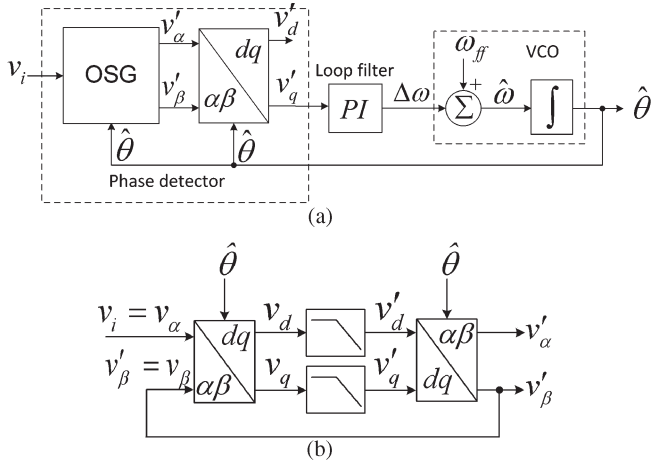 v_i
OSG
v'_α
v'_β
dq
αβ
v'_d
v'_q
Loop filter
PI
Δω
ω_ff
VCO
+
Σ
ω̂
∫
θ̂
θ̂
θ̂
Phase detector
(a)
θ̂
θ̂
v_i = v_α
v'_β = v_β
dq
αβ
v_d
v_q
v'_d
v'_q
αβ
dq
v'_α
v'_β
(b)